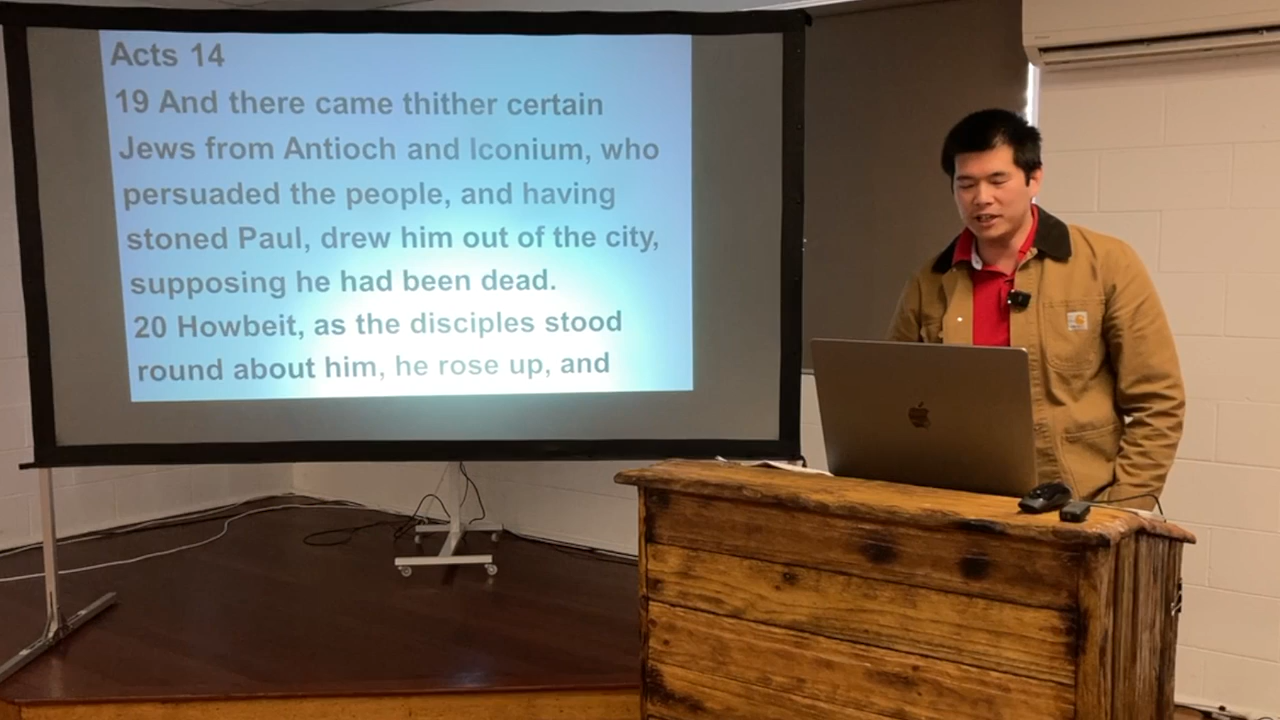 Acts 14
19 And there came thither certain
Jews from Antioch and Iconium, who
persuaded the people, and having
stoned Paul, drew him out of the city,
supposing he had been dead.
20 Howbeit, as the disciples stood
round about him, he rose up, and